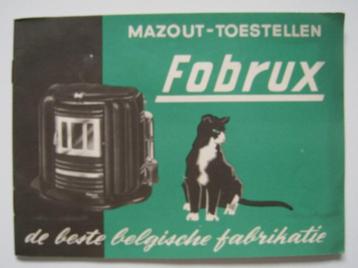 MAZOUT-TOESTELLEN
Fobrux
de beste belgische fabrikatie